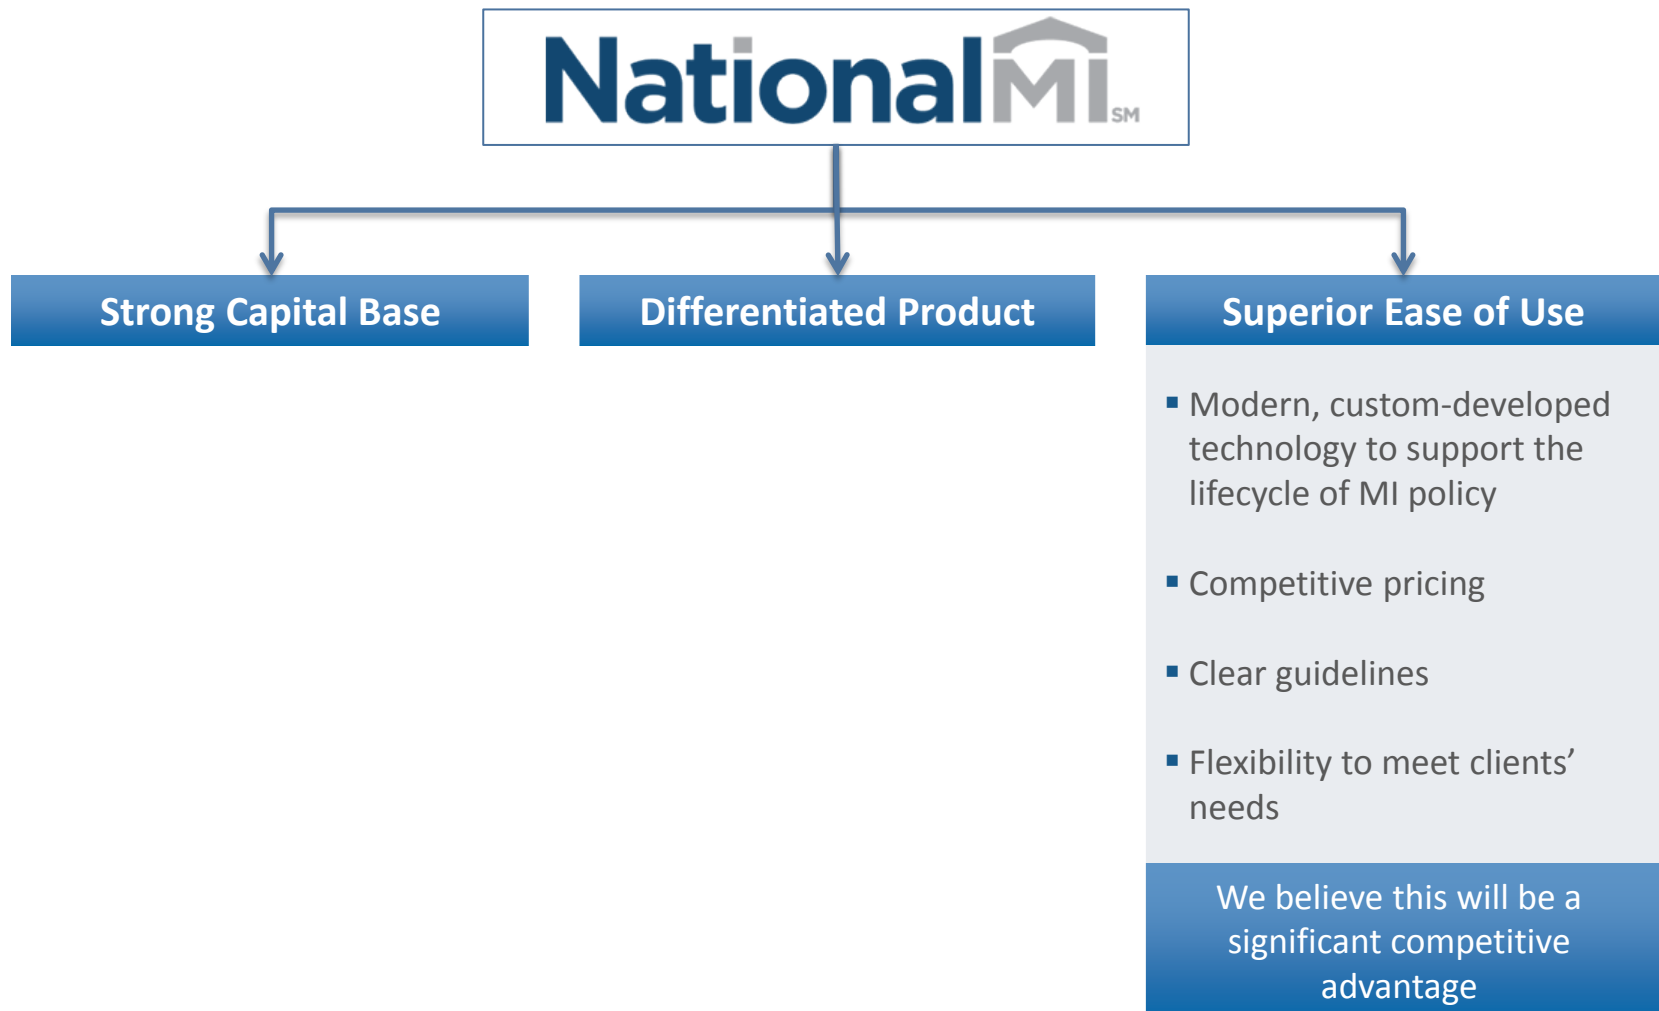 NationalMI SM
Strong Capital Base
Differentiated Product
Superior Ease of Use
▪ Modern, custom-developed
technology to support the
lifecycle of MI policy
▪ Competitive pricing
▪ Clear guidelines
▪ Flexibility to meet clients’
needs
We believe this will be a
significant competitive
advantage